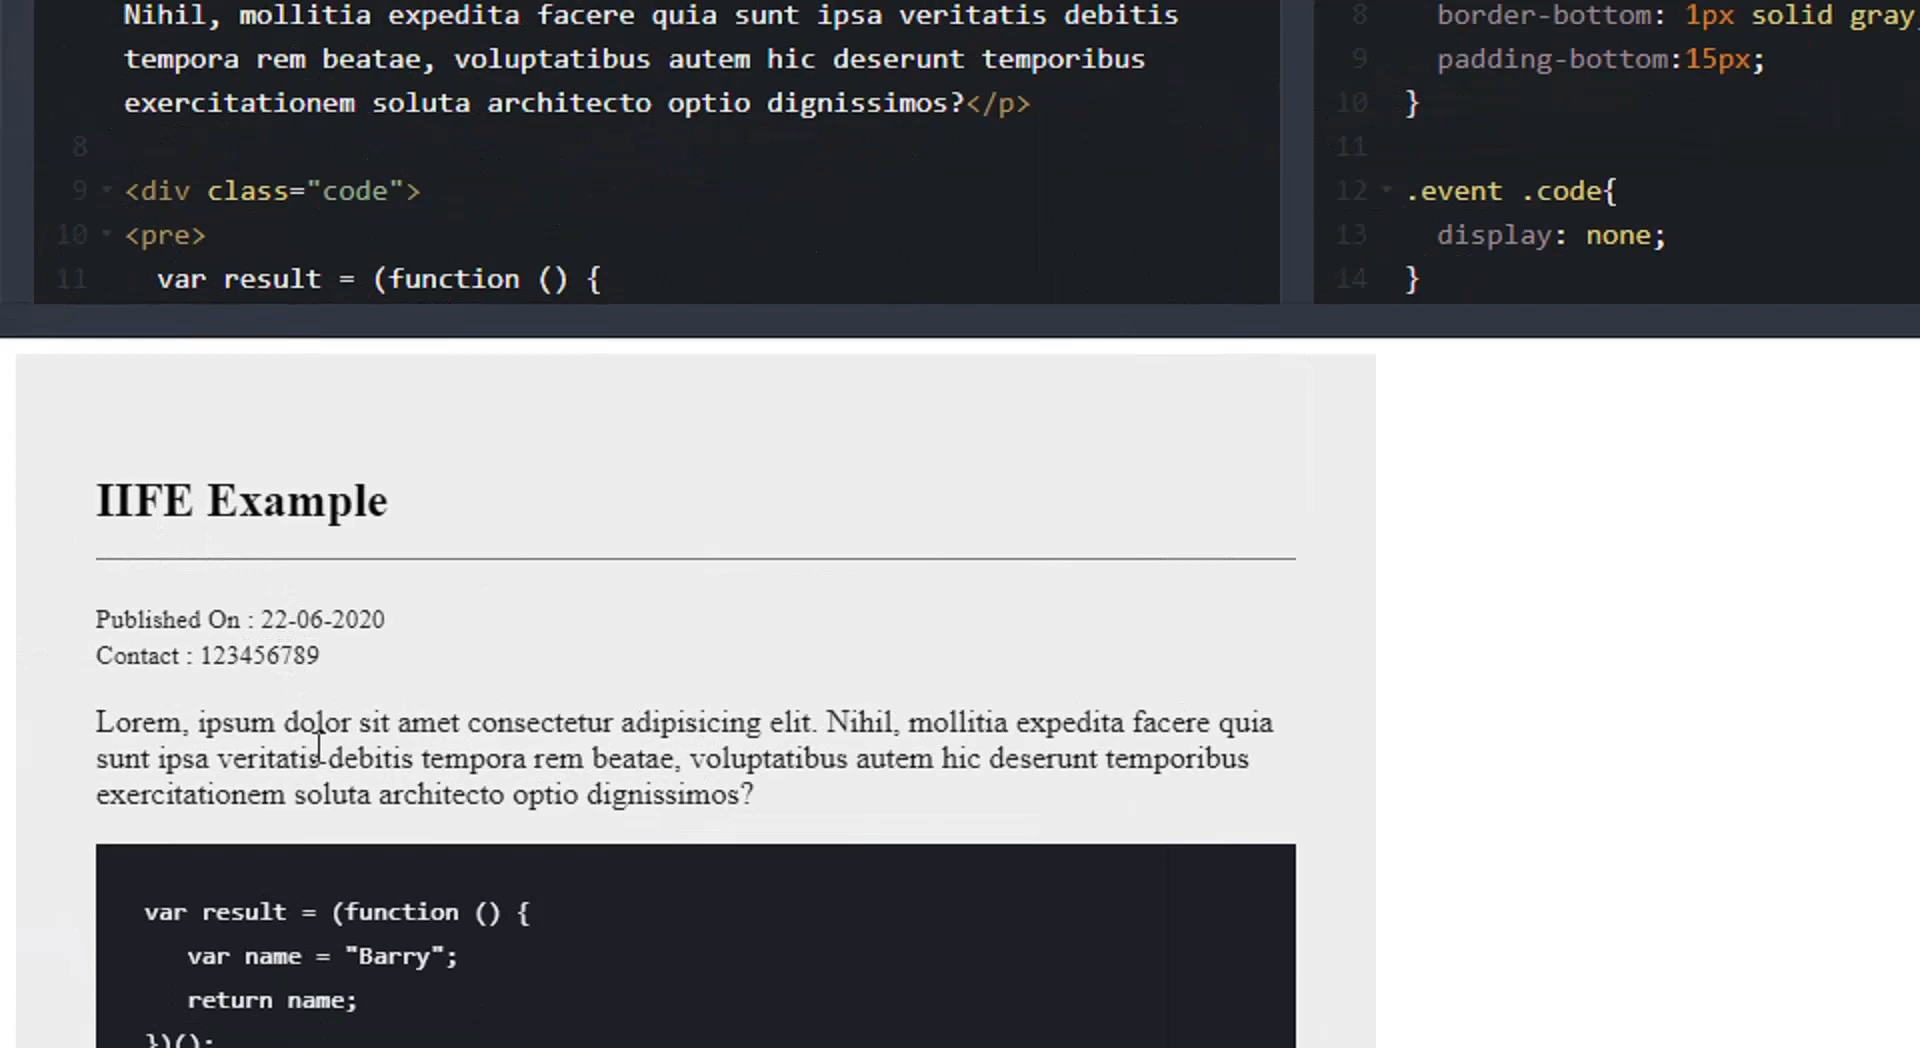 Nihil, mollitia expedita facere quia sunt ipsa veritatis debitis
tempora rem beatae, voluptatibus autem hic deserunt temporibus
exercitationem soluta architecto optio dignissimos?</p>
8
9 <div class="code">
10 <pre>
11 var result = (function () {
8 border-bottom: 1px solid gray
9 padding-bottom:15px;
10 }
11
12 .event .code{
13 display: none;
14 }
IIFE Example
Published On : 22-06-2020
Contact : 123456789
Lorem, ipsum dolor sit amet consectetur adipisicing elit. Nihil, mollitia expedita facere quia
sunt ipsa veritatis debitis tempora rem beatae, voluptatibus autem hic deserunt temporibus
exercitationem soluta architecto optio dignissimos?
var result = (function () {
var name = "Barry";
return name;
})();